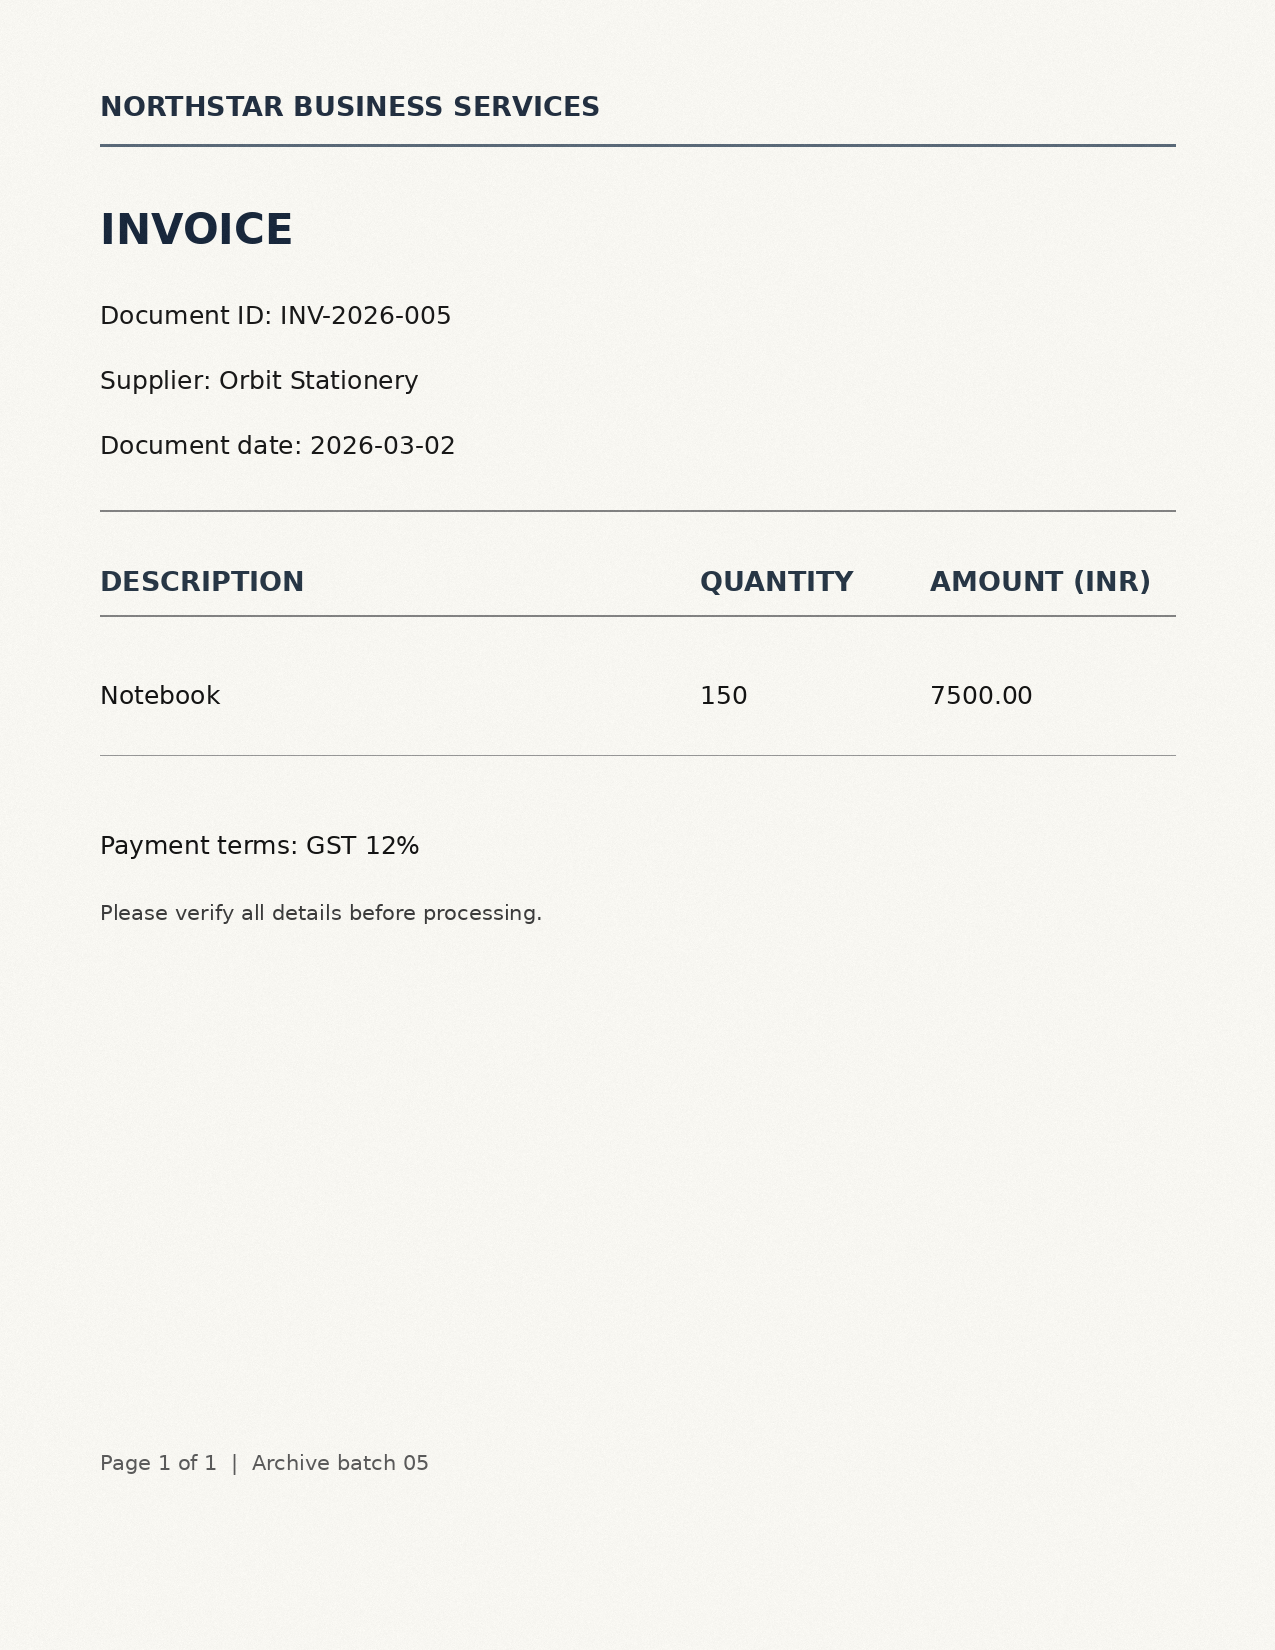 NORTHSTAR BUSINESS SERVICES
INVOICE
Document ID: INV-2026-005
Supplier: Orbit Stationery
Document date: 2026-03-02
DESCRIPTION QUANTITY AMOUNT (INR)
Notebook 150 7500.00
Payment terms: GST 12%
Please verify all details before processing.
Page 1 of 1 | Archive batch 05